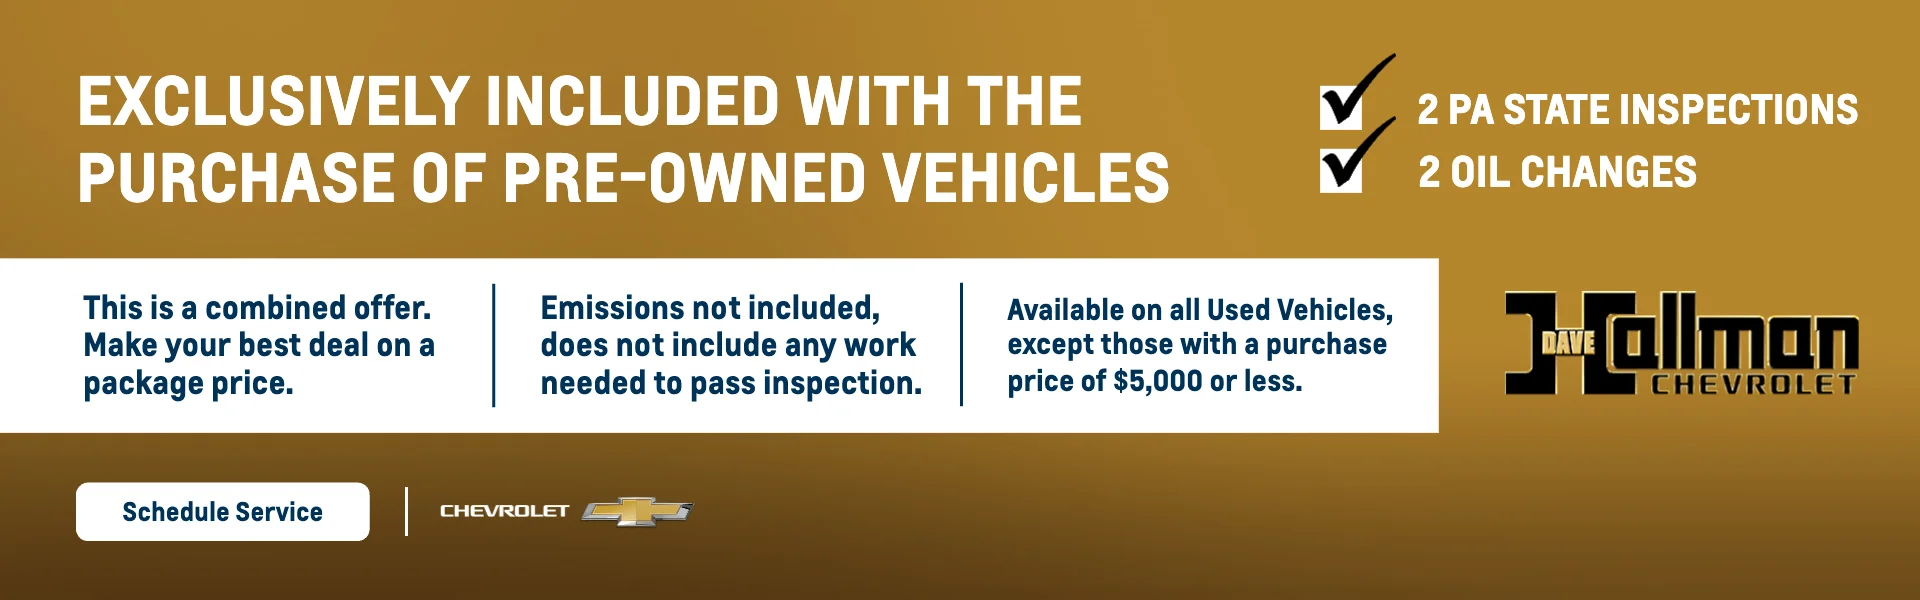 EXCLUSIVELY INCLUDED WITH THE
PURCHASE OF PRE-OWNED VEHICLES
2 PA STATE INSPECTIONS
2 OIL CHANGES
This is a combined offer.
Make your best deal on a
package price.
Emissions not included,
does not include any work
needed to pass inspection.
Available on all Used Vehicles,
except those with a purchase
price of $5,000 or less.
DAVE Hallman
CHEVROLET
Schedule Service
CHEVROLET